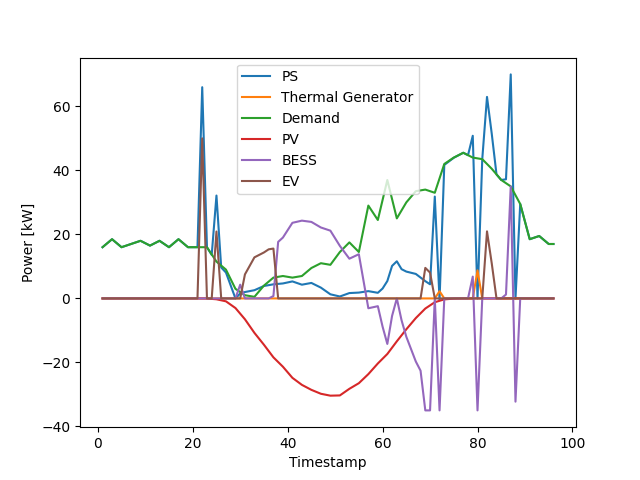 PS
Thermal Generator
Demand
PV
BESS
EV
Power [kW]
60
40
20
0
−20
−40
0
20
40
60
80
100
Timestamp